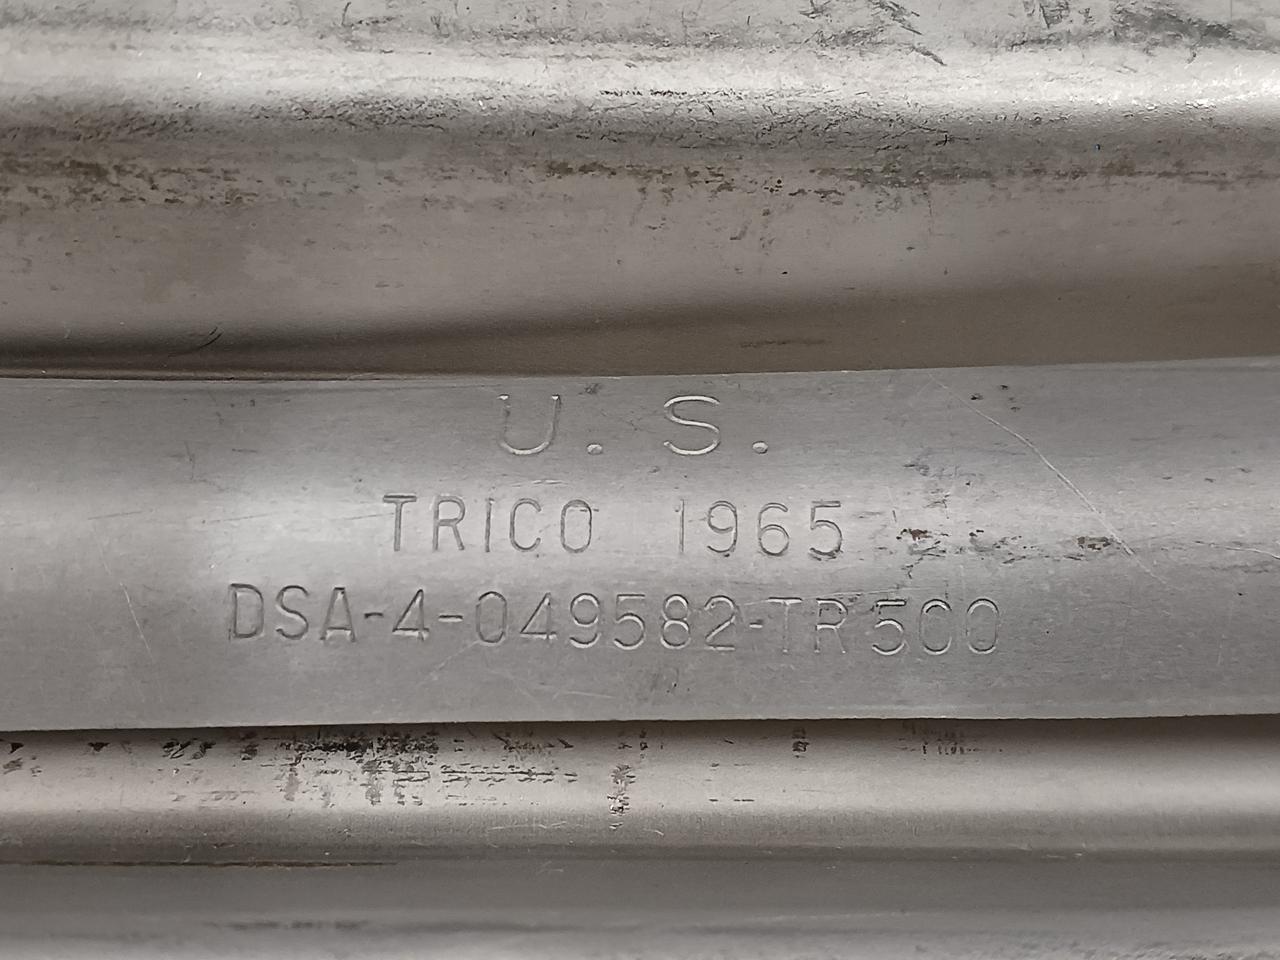 U. S.
TRICO 1965
DSA-4-049582-TR500